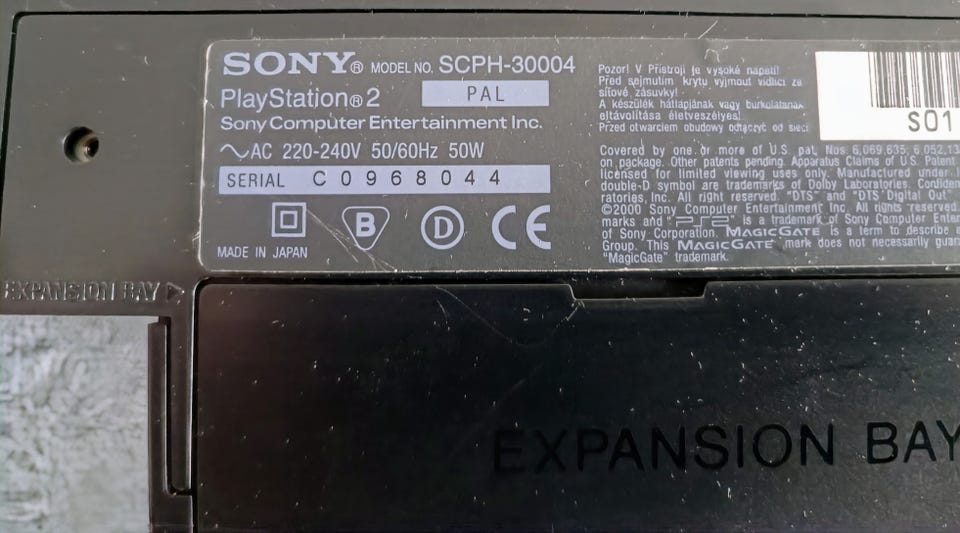 SONY® MODEL NO. SCPH-30004
PlayStation®2 PAL
Sony Computer Entertainment Inc.
AC 220-240V 50/60Hz 50W
SERIAL C0968044
B D CE
MADE IN JAPAN
Pozor! V Přístroji je vysoké napětí!
Před sejmutím krytu vyjmout vidlici ze
síťové zásuvky!
A készülék hátlapjának vagy burkolatának
eltávolítása életveszélyes!
Przed otwarciem obudowy odłączyć od sieci
S01
Covered by one or more of U.S. pat. Nos. 6,069,635; 6,052,13
on package. Other patents pending. Apparatus Claims of U.S. Patent
licensed for limited viewing uses only. Manufactured under
double-D symbol are trademarks of Dolby Laboratories. Confiden
ratories, Inc. All right reserved. "DTS" and "DTS Digital Out"
©2000 Sony Computer Entertainment Inc. All rights reserved.
marks and "PS2" is a trademark of Sony Computer Enter
of Sony Corporation. MAGICGATE is a term to describe
Group. This MAGICGATE mark does not necessarily guara
"MagicGate" trademark.
EXPANSION BAY
EXPANSION BAY